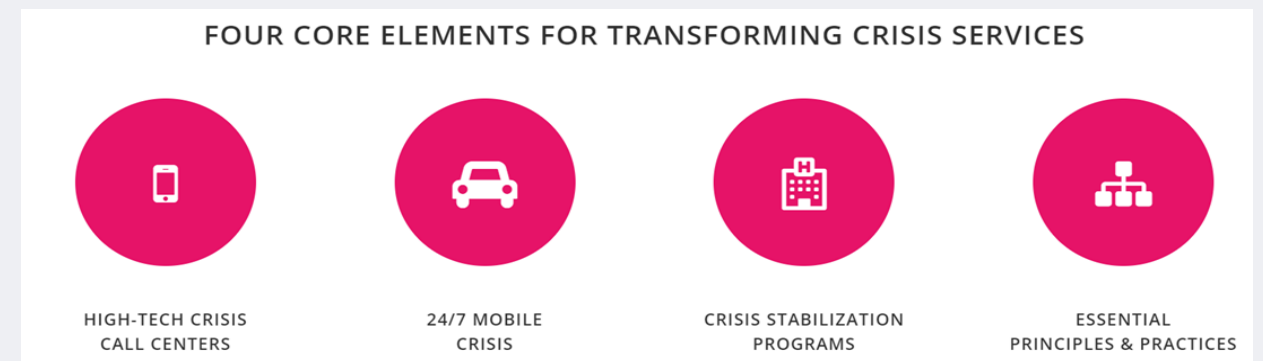 FOUR CORE ELEMENTS FOR TRANSFORMING CRISIS SERVICES
H
HIGH-TECH CRISIS
CALL CENTERS
24/7 MOBILE
CRISIS
CRISIS STABILIZATION
PROGRAMS
ESSENTIAL
PRINCIPLES & PRACTICES